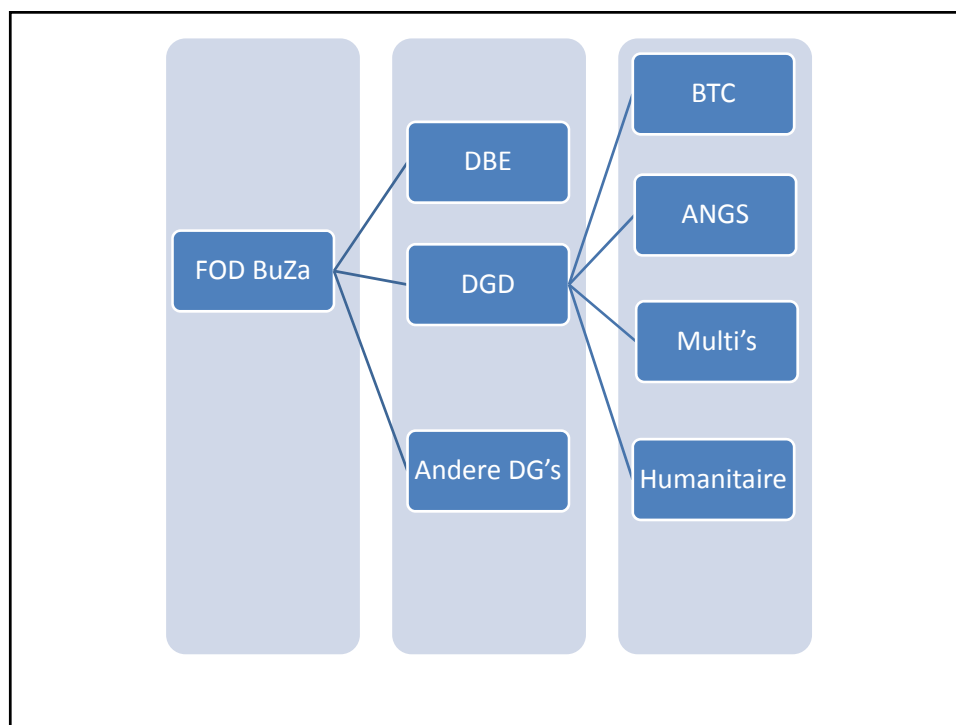 FOD BuZa
DBE
DGD
Andere DG’s
BTC
ANGS
Multi’s
Humanitaire